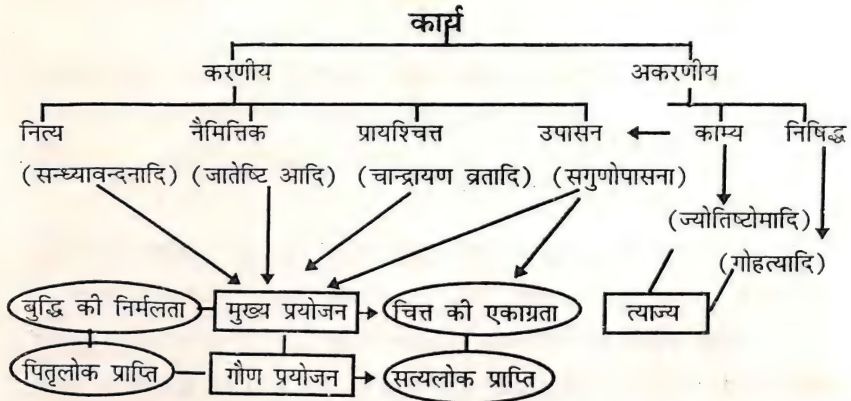 कार्य
करणीय अकरणीय
नित्य नैमित्तिक प्रायश्चित्त उपासन काम्य निषिद्ध
(सन्ध्यावन्दनादि) (जातेष्टि आदि) (चान्द्रायण व्रतादि) (सगुणोपासना)
(ज्योतिष्टोमादि)
(गोहत्यादि)
बुद्धि की निर्मलता मुख्य प्रयोजन चित्त की एकाग्रता त्याज्य
पितृलोक प्राप्ति गौण प्रयोजन सत्यलोक प्राप्ति